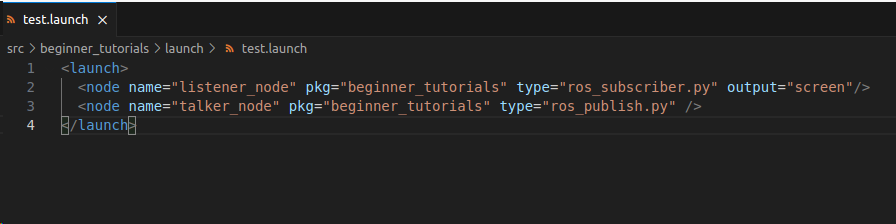 test.launch ×
src > beginner_tutorials > launch > test.launch
1 <launch>
2 <node name="listener_node" pkg="beginner_tutorials" type="ros_subscriber.py" output="screen"/>
3 <node name="talker_node" pkg="beginner_tutorials" type="ros_publish.py" />
4 </launch>